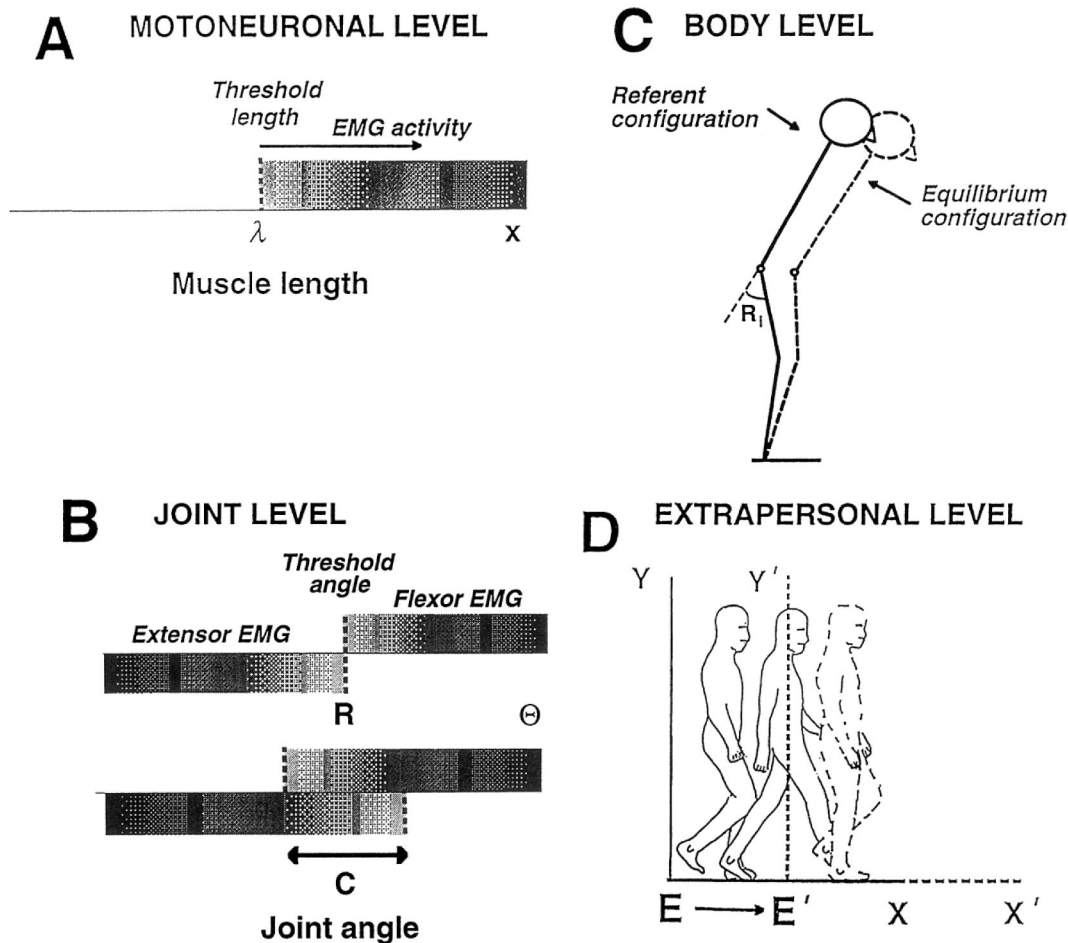 A MOTONEURONAL LEVEL
Threshold
length
EMG activity
λ
x
Muscle length
B JOINT LEVEL
Threshold
angle
Extensor EMG
Flexor EMG
R
Θ
C
Joint angle
C BODY LEVEL
Referent
configuration
Equilibrium
configuration
Ri
D EXTRAPERSONAL LEVEL
Y Y'
E E' X X'